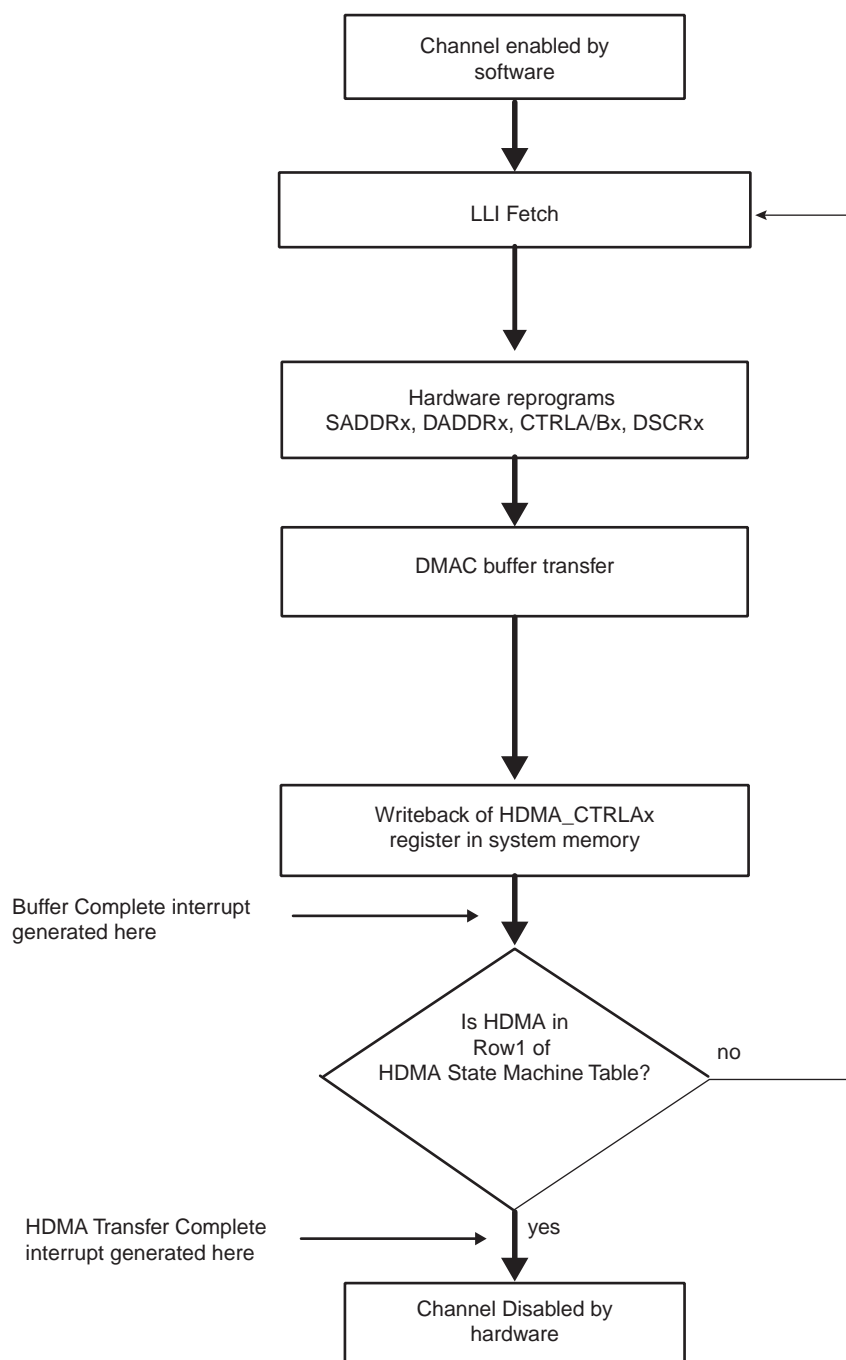 Channel enabled by
software
LLI Fetch
Hardware reprograms
SADDRx, DADDRx, CTRLA/Bx, DSCRx
DMAC buffer transfer
Writeback of HDMA_CTRLAx
register in system memory
Buffer Complete interrupt
generated here
Is HDMA in
Row1 of
HDMA State Machine Table?
no
HDMA Transfer Complete
interrupt generated here
yes
Channel Disabled by
hardware